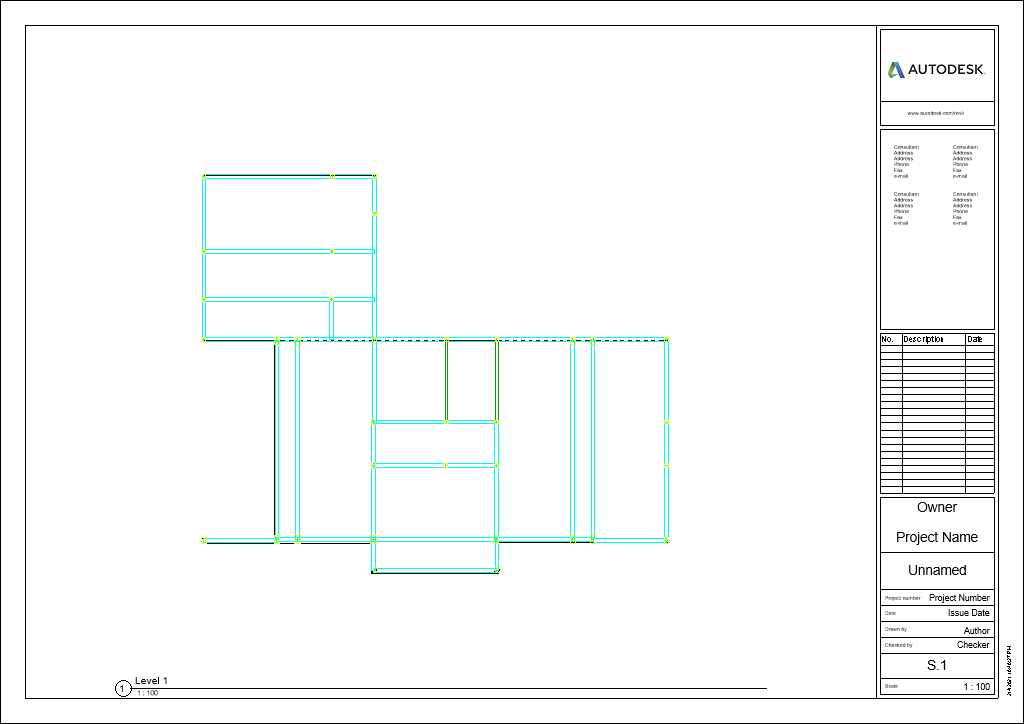 AUTODESK.
www.autodesk.com/revit
Consultant
Address
Address
Phone
Fax
e-mail
Consultant
Address
Address
Phone
Fax
e-mail
Consultant
Address
Address
Phone
Fax
e-mail
Consultant
Address
Address
Phone
Fax
e-mail
No. Description Date
Owner
Project Name
Unnamed
Project number Project Number
Date Issue Date
Drawn by Author
Checked by Checker
S.1
Scale 1 : 100
1 Level 1
1 : 100